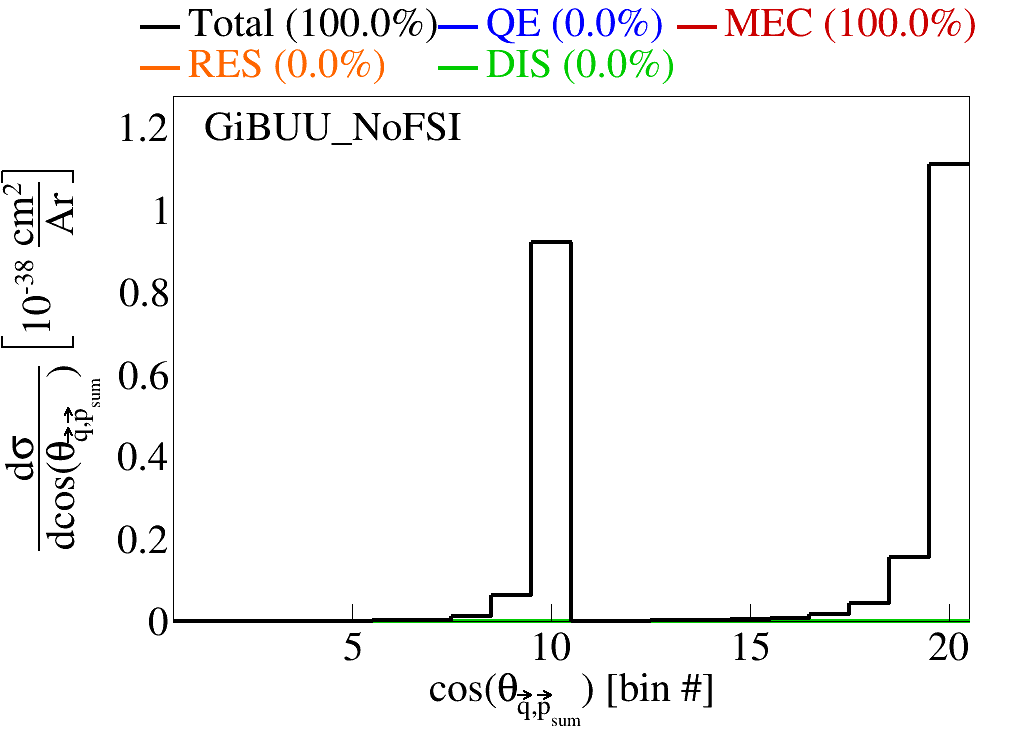 Total (100.0%) QE (0.0%) MEC (100.0%)
RES (0.0%) DIS (0.0%)
GiBUU_NoFSI
1.2
1
0.8
0.6
0.4
0.2
0
5 10 15 20
cos(θ q⃗,p⃗ sum) [bin #]
dσ
dcos(θ q⃗,p⃗ sum)
[10⁻³⁸ cm²
Ar]